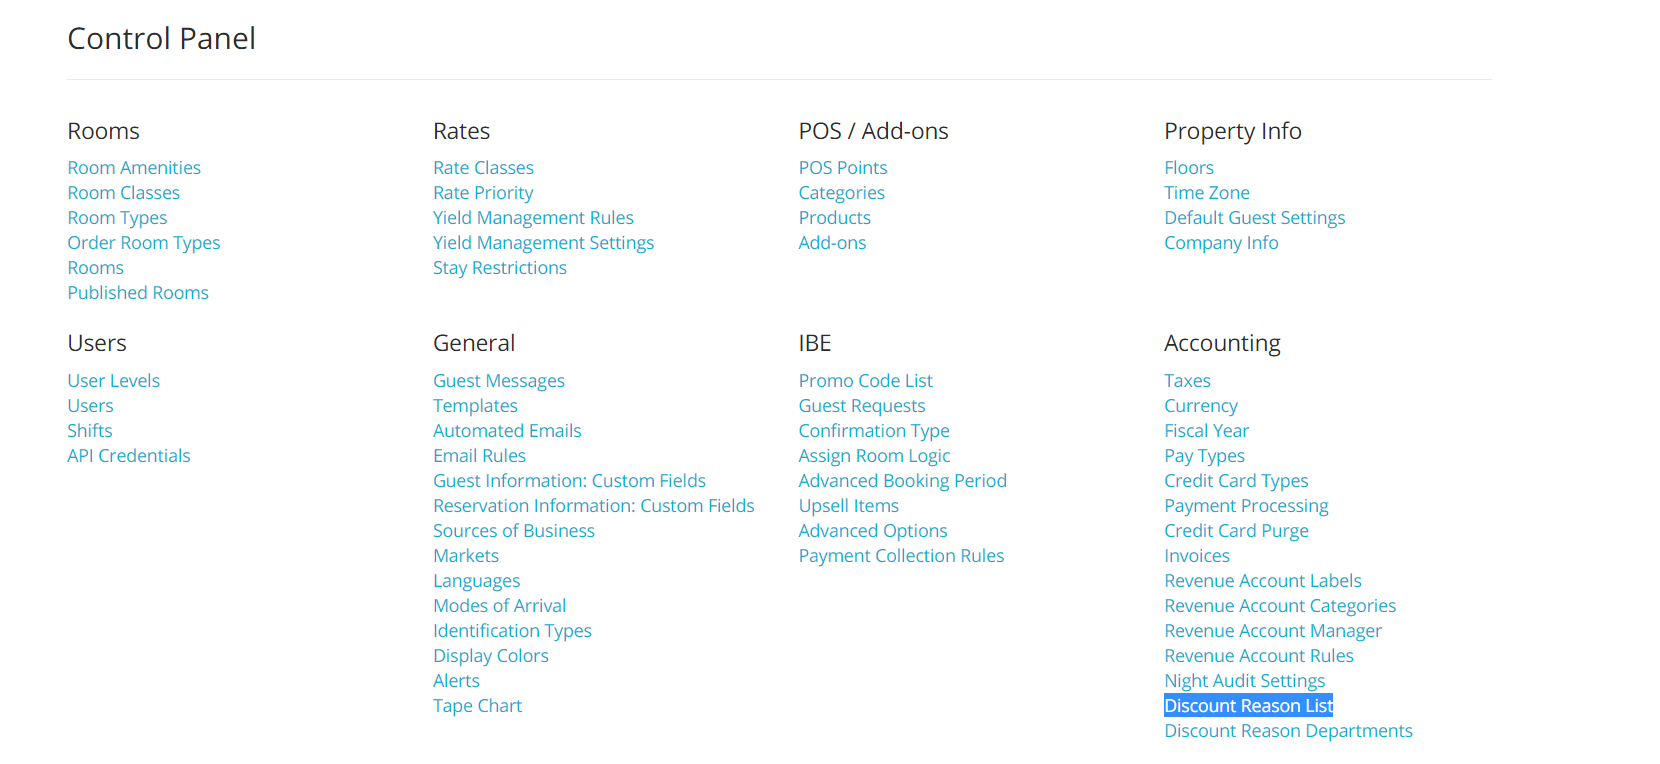 Control Panel
Rooms
Room Amenities
Room Classes
Room Types
Order Room Types
Rooms
Published Rooms
Rates
Rate Classes
Rate Priority
Yield Management Rules
Yield Management Settings
Stay Restrictions
POS / Add-ons
POS Points
Categories
Products
Add-ons
Property Info
Floors
Time Zone
Default Guest Settings
Company Info
Users
User Levels
Users
Shifts
API Credentials
General
Guest Messages
Templates
Automated Emails
Email Rules
Guest Information: Custom Fields
Reservation Information: Custom Fields
Sources of Business
Markets
Languages
Modes of Arrival
Identification Types
Display Colors
Alerts
Tape Chart
IBE
Promo Code List
Guest Requests
Confirmation Type
Assign Room Logic
Advanced Booking Period
Upsell Items
Advanced Options
Payment Collection Rules
Accounting
Taxes
Currency
Fiscal Year
Pay Types
Credit Card Types
Payment Processing
Credit Card Purge
Invoices
Revenue Account Labels
Revenue Account Categories
Revenue Account Manager
Revenue Account Rules
Night Audit Settings
Discount Reason List
Discount Reason Departments